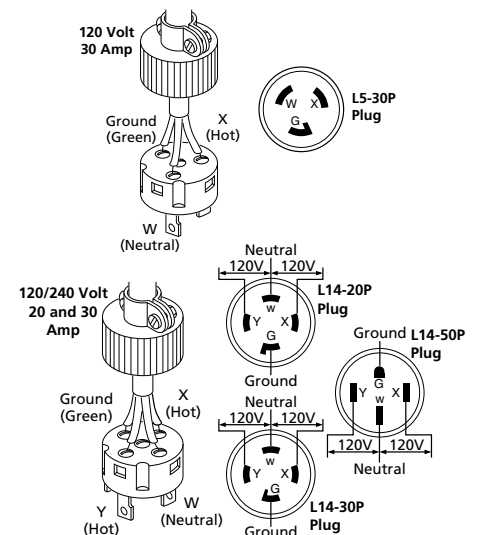 120 Volt
30 Amp
Ground
(Green)
X
(Hot)
W
(Neutral)
W X
G
L5-30P
Plug
120/240 Volt
20 and 30
Amp
Ground
(Green)
X
(Hot)
Y
(Hot)
W
(Neutral)
Neutral
120V 120V
L14-20P
Plug
W
Y X
G
Ground
Ground
L14-50P
Plug
G
Y W X
120V 120V
Neutral
Neutral
120V 120V
W
Y X
G
L14-30P
Plug
Ground